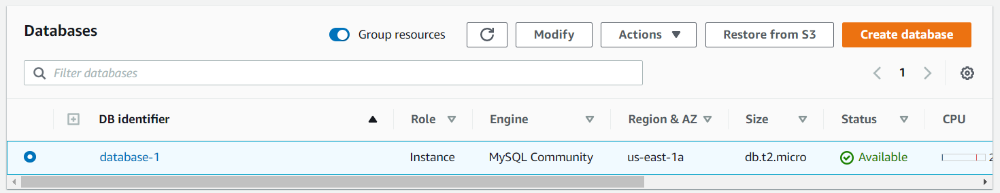 Databases
Group resources
Modify
Actions
Restore from S3
Create database
Filter databases
1
DB identifier Role Engine Region & AZ Size Status CPU
database-1 Instance MySQL Community us-east-1a db.t2.micro Available